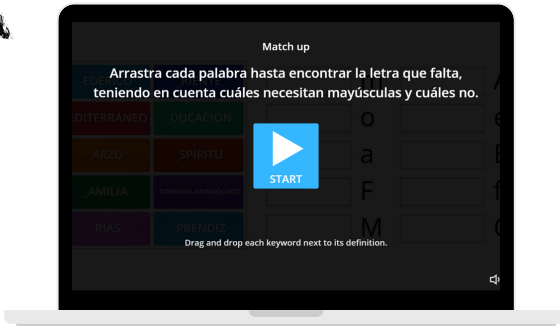 Match up
Arrastra cada palabra hasta encontrar la letra que falta,
teniendo en cuenta cuáles necesitan mayúsculas y cuáles no.
EDITERRÁNEO _DUCACIÓN
o
_ARZO _SPÍRITU
a
START
_AMILIA
F
_RIAS _PRENDIZ
M
Drag and drop each keyword next to its definition.